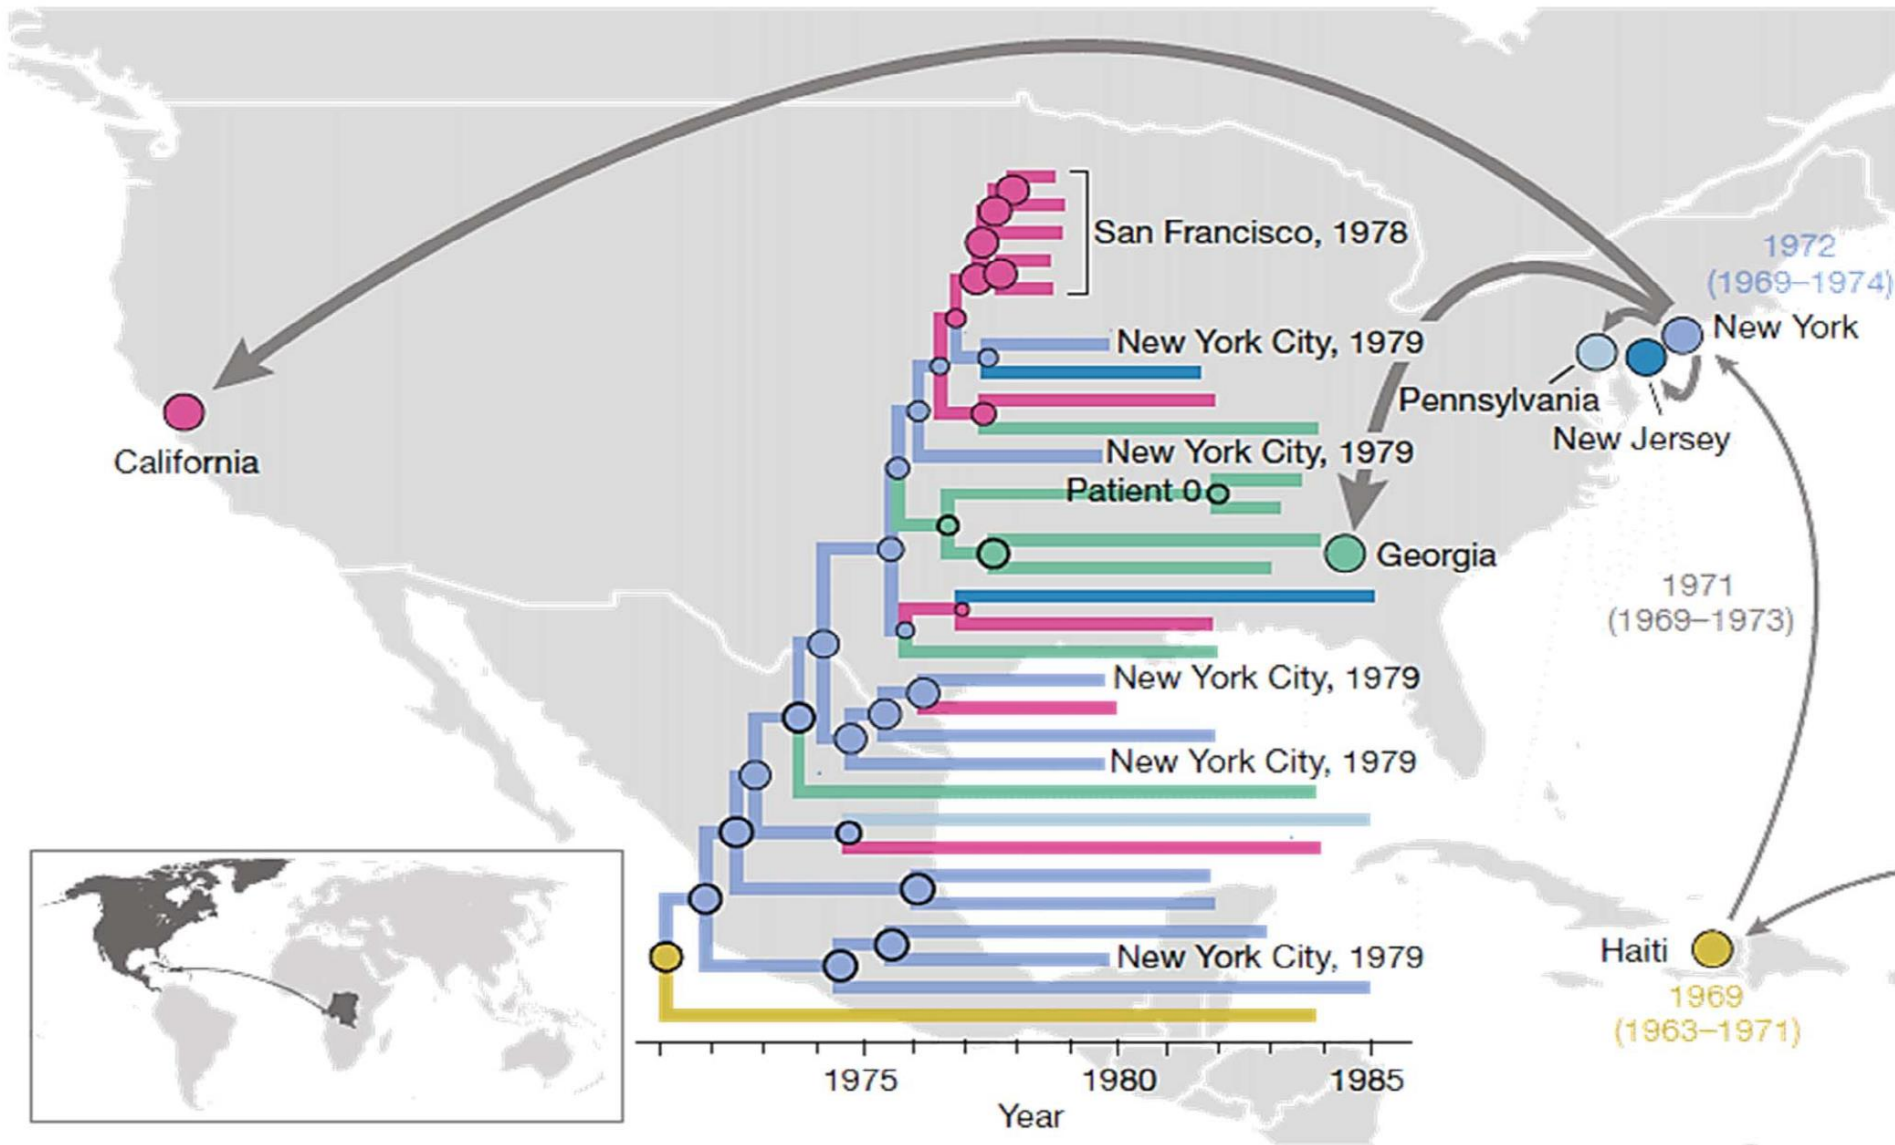 San Francisco, 1978
1972
(1969–1974)
New York
New York City, 1979
Pennsylvania
New Jersey
California
New York City, 1979
Patient 0
Georgia
1971
(1969–1973)
New York City, 1979
New York City, 1979
New York City, 1979
Haiti
1969
(1963–1971)
1975
1980
1985
Year